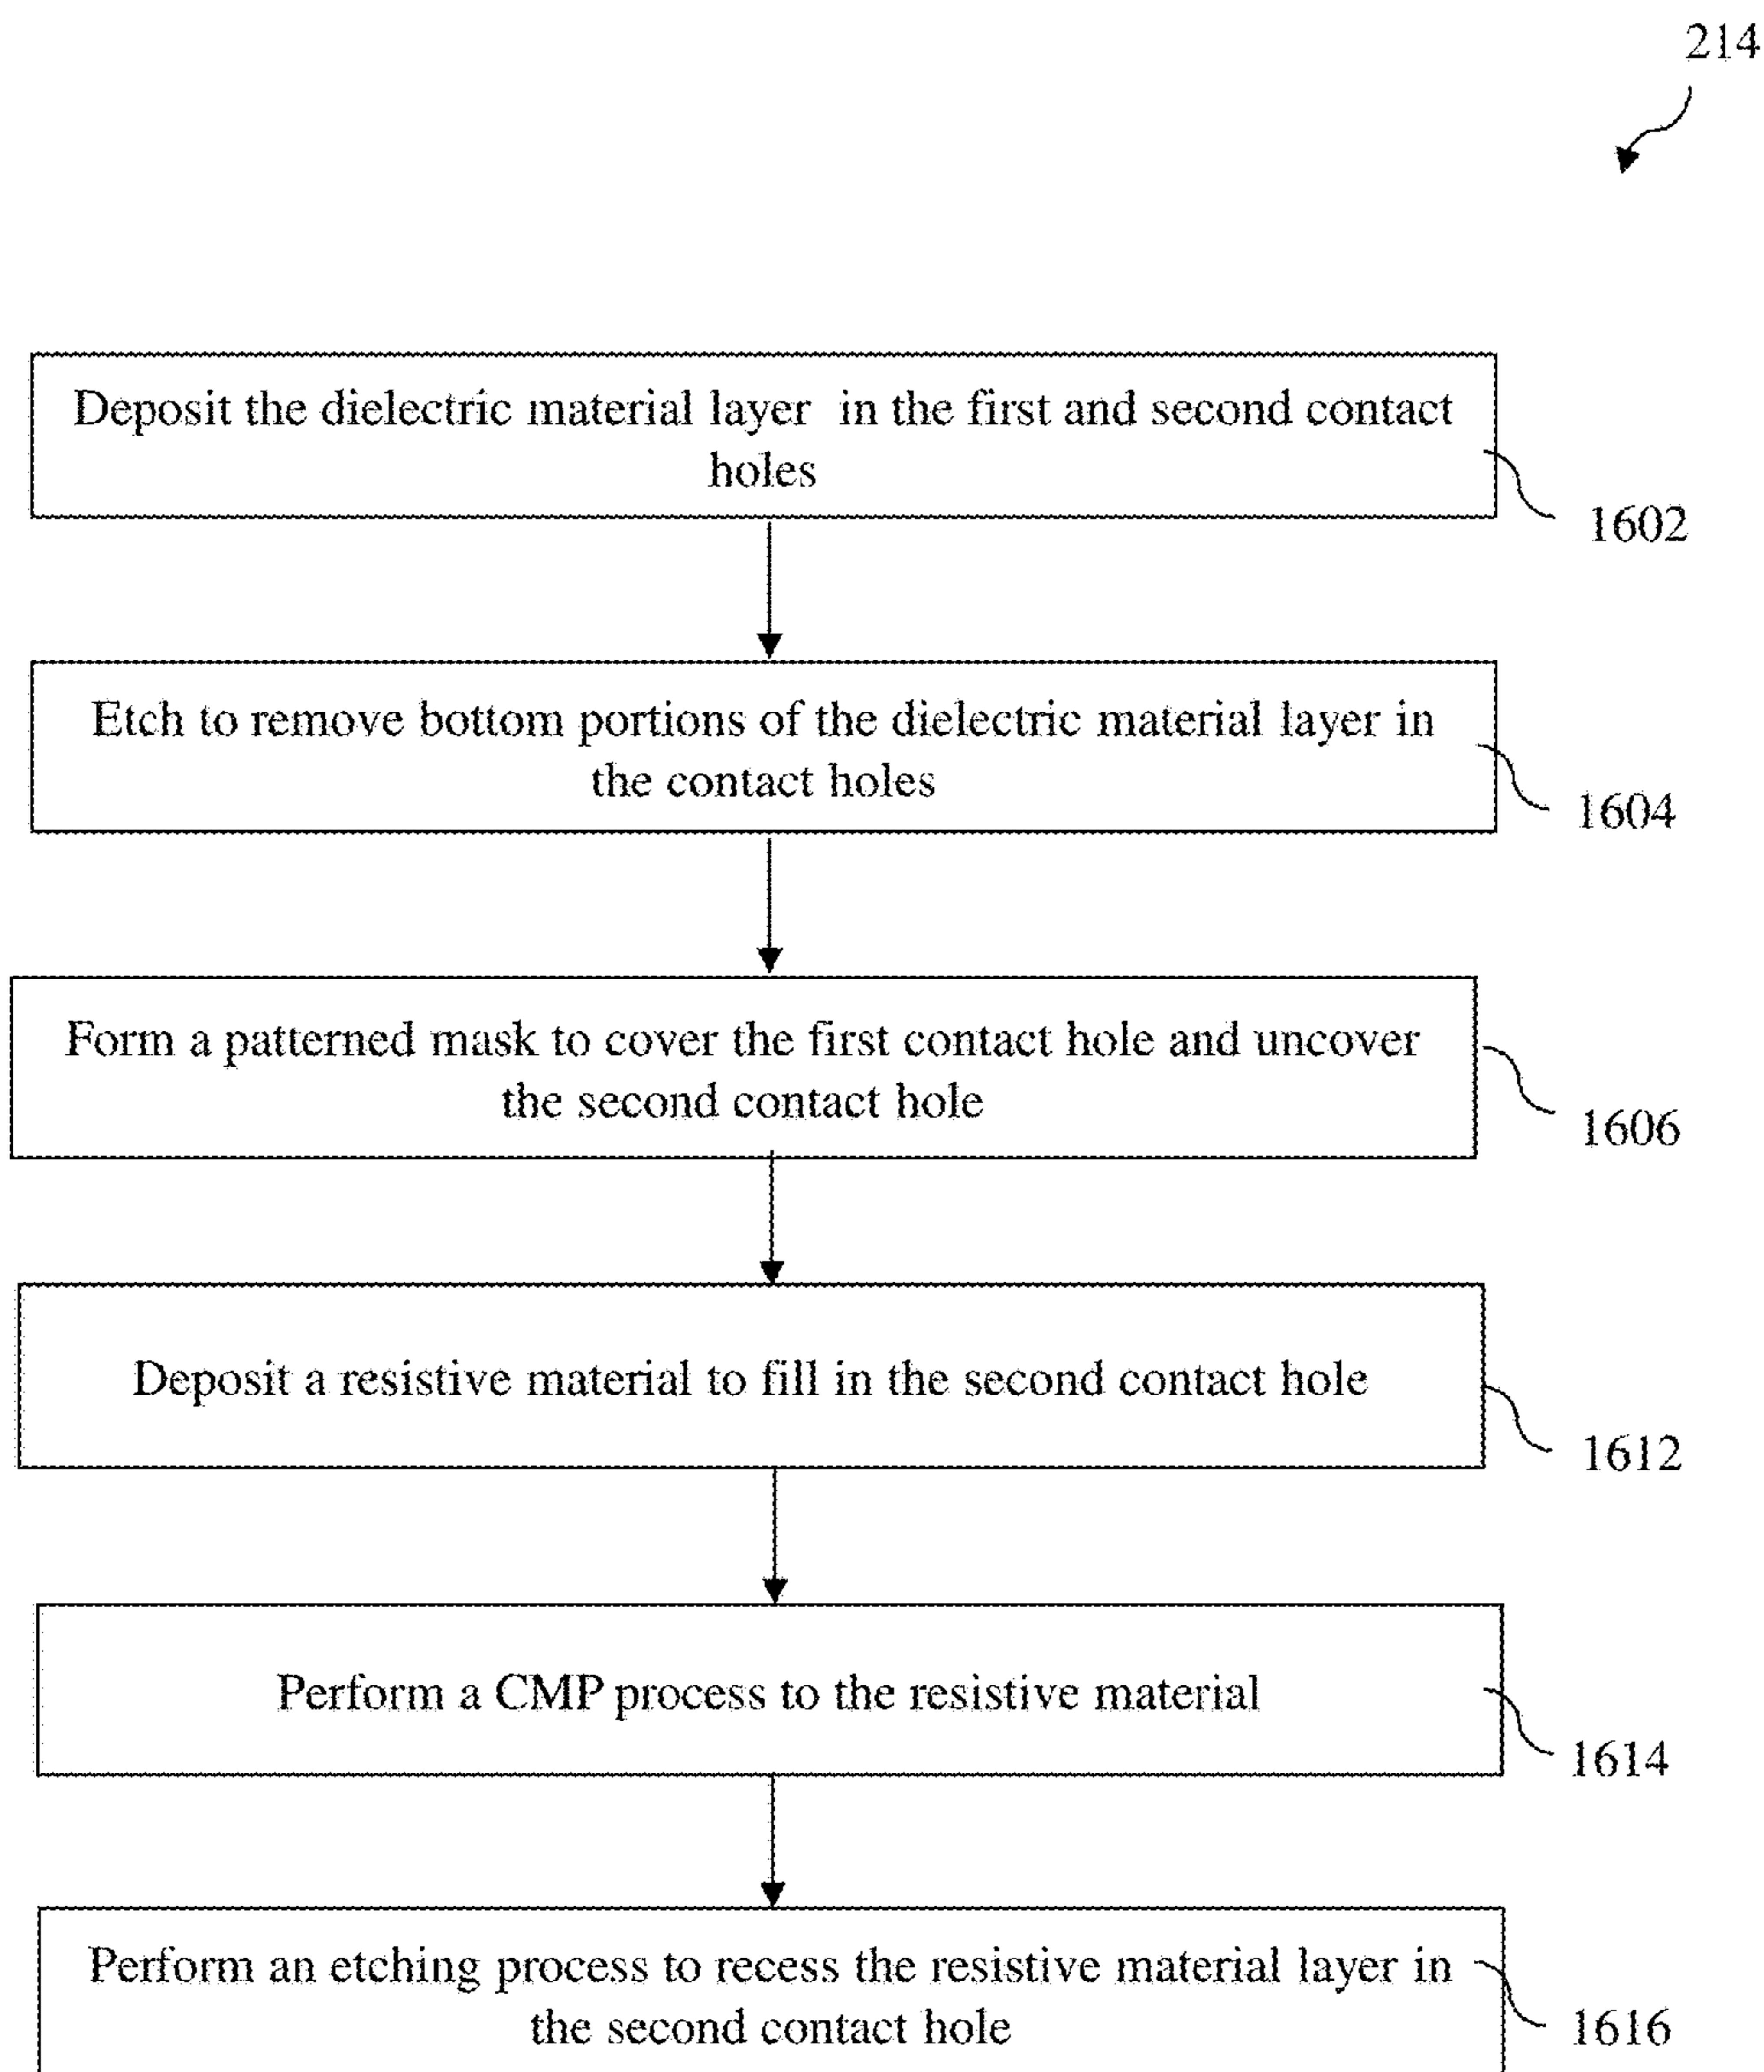 214
Deposit the dielectric material layer in the first and second contact
holes
1602
Etch to remove bottom portions of the dielectric material layer in
the contact holes
1604
Form a patterned mask to cover the first contact hole and uncover
the second contact hole
1606
Deposit a resistive material to fill in the second contact hole
1612
Perform a CMP process to the resistive material
1614
Perform an etching process to recess the resistive material layer in
the second contact hole
1616